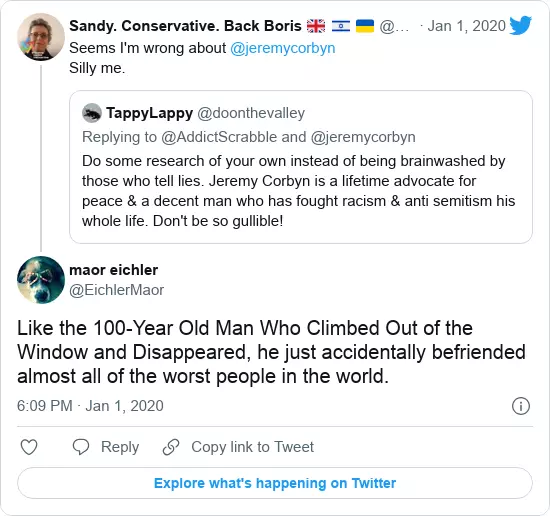 Sandy. Conservative. Back Boris 🇬🇧 🇮🇱 🇺🇦 @... · Jan 1, 2020
Seems I'm wrong about @jeremycorbyn
Silly me.
TappyLappy @doonthevalley
Replying to @AddictScrabble and @jeremycorbyn
Do some research of your own instead of being brainwashed by
those who tell lies. Jeremy Corbyn is a lifetime advocate for
peace & a decent man who has fought racism & anti semitism his
whole life. Don't be so gullible!
maor eichler
@EichlerMaor
Like the 100-Year Old Man Who Climbed Out of the
Window and Disappeared, he just accidentally befriended
almost all of the worst people in the world.
6:09 PM · Jan 1, 2020
Reply
Copy link to Tweet
Explore what's happening on Twitter